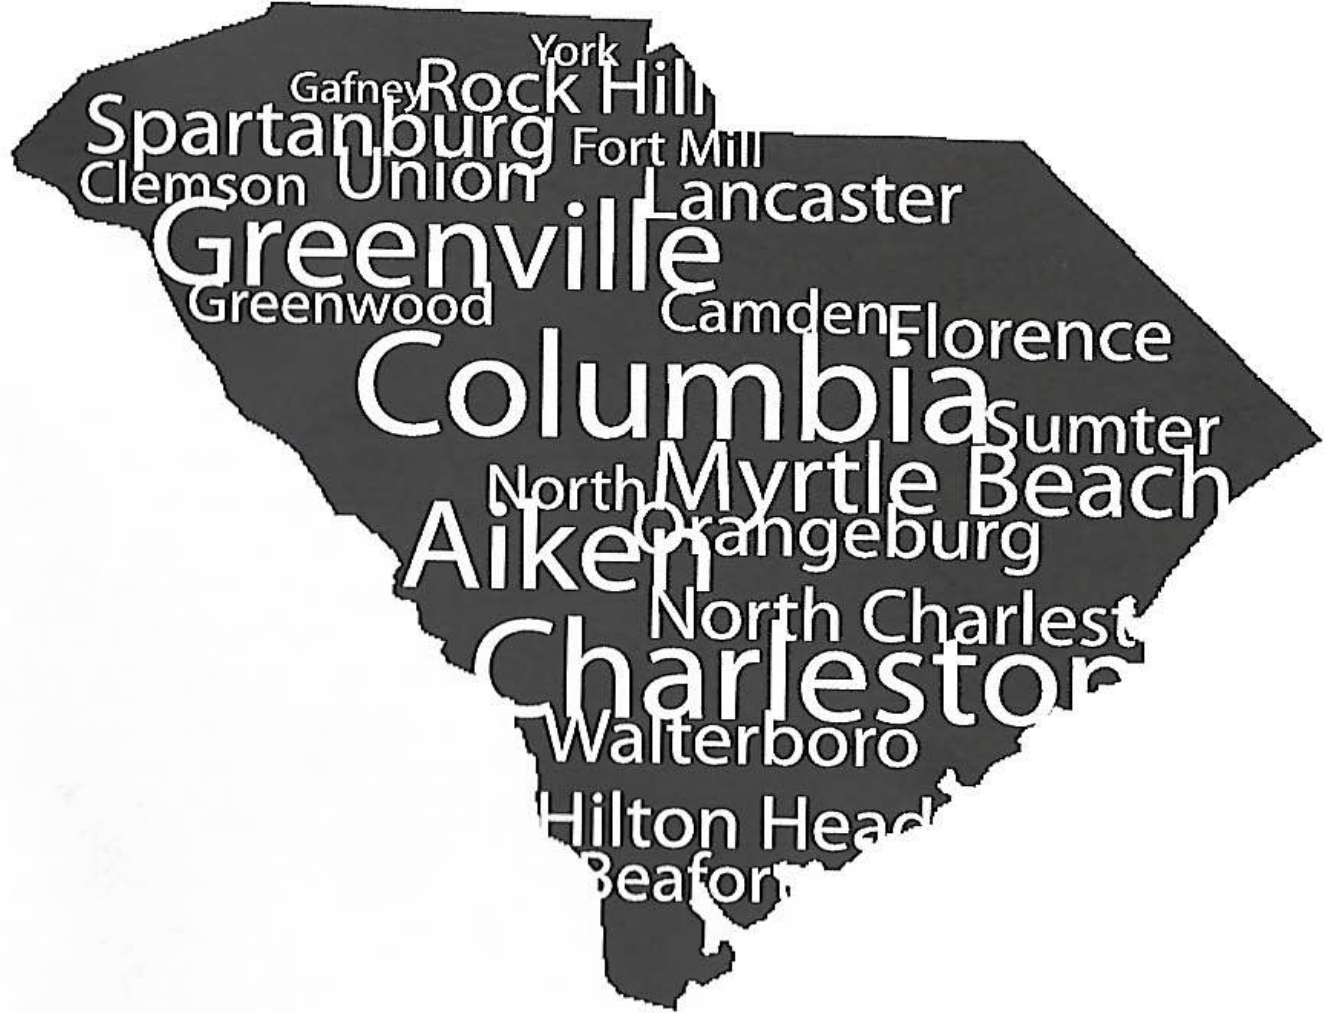 York
Gafney Rock Hill
Spartanburg Fort Mill
Clemson Union Lancaster
Greenville
Greenwood Camden Florence
Columbia
Sumter
North Myrtle Beach
Aiken Orangeburg
North Charlest
Charleston
Walterboro
Hilton Head
Beafort